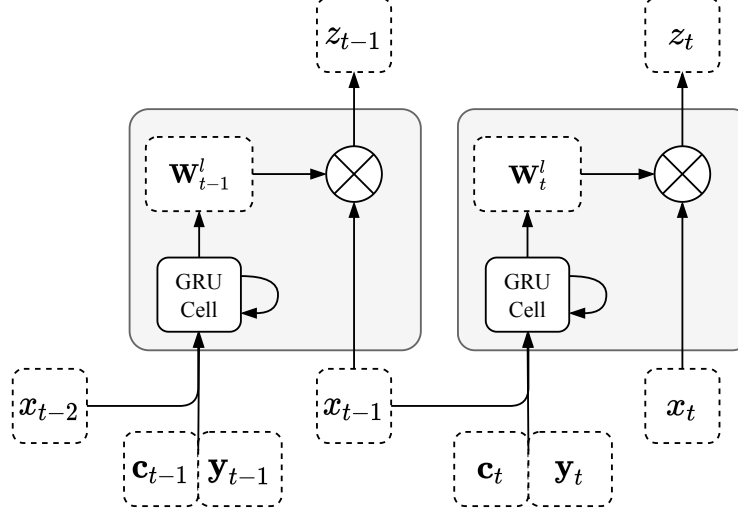 z_{t−1} z_t
𝐰^l_{t−1} 𝐰^l_t
GRU Cell
GRU Cell
x_{t−2} x_{t−1} x_t
𝐜_{t−1} 𝐲_{t−1} 𝐜_t 𝐲_t